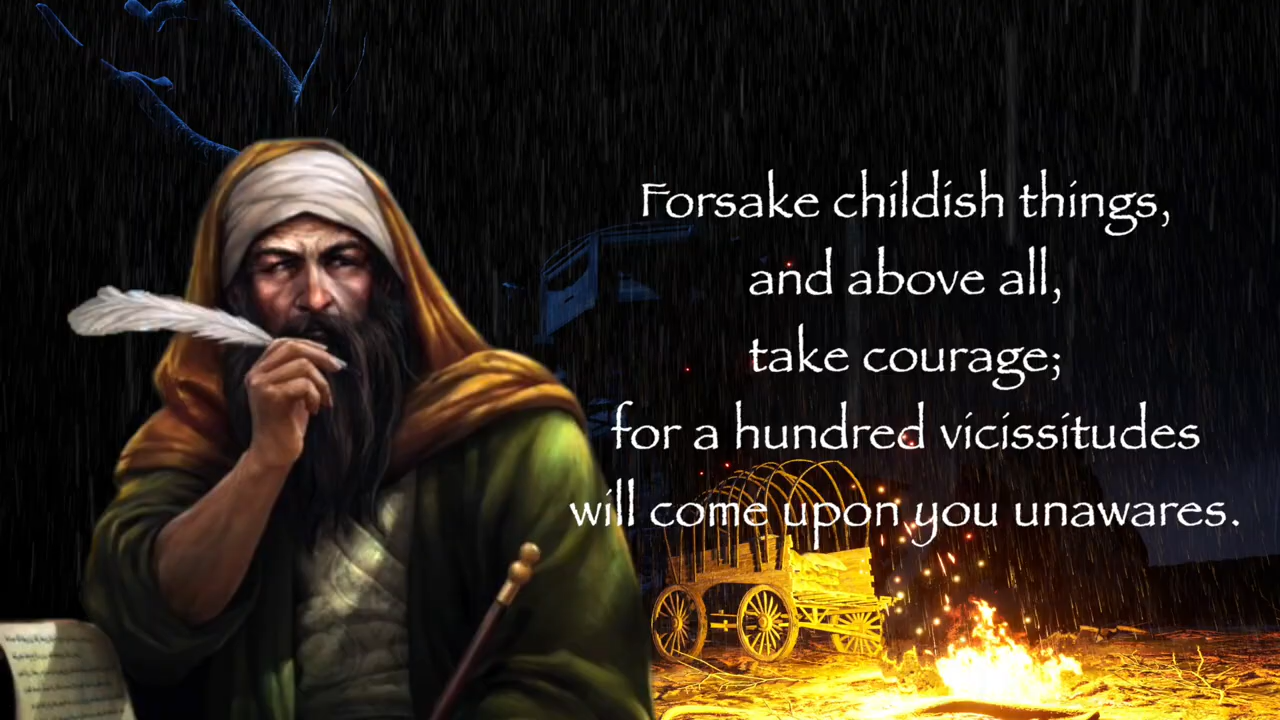 Forsake childish things,
and above all,
take courage;
for a hundred vicissitudes
will come upon you unawares.